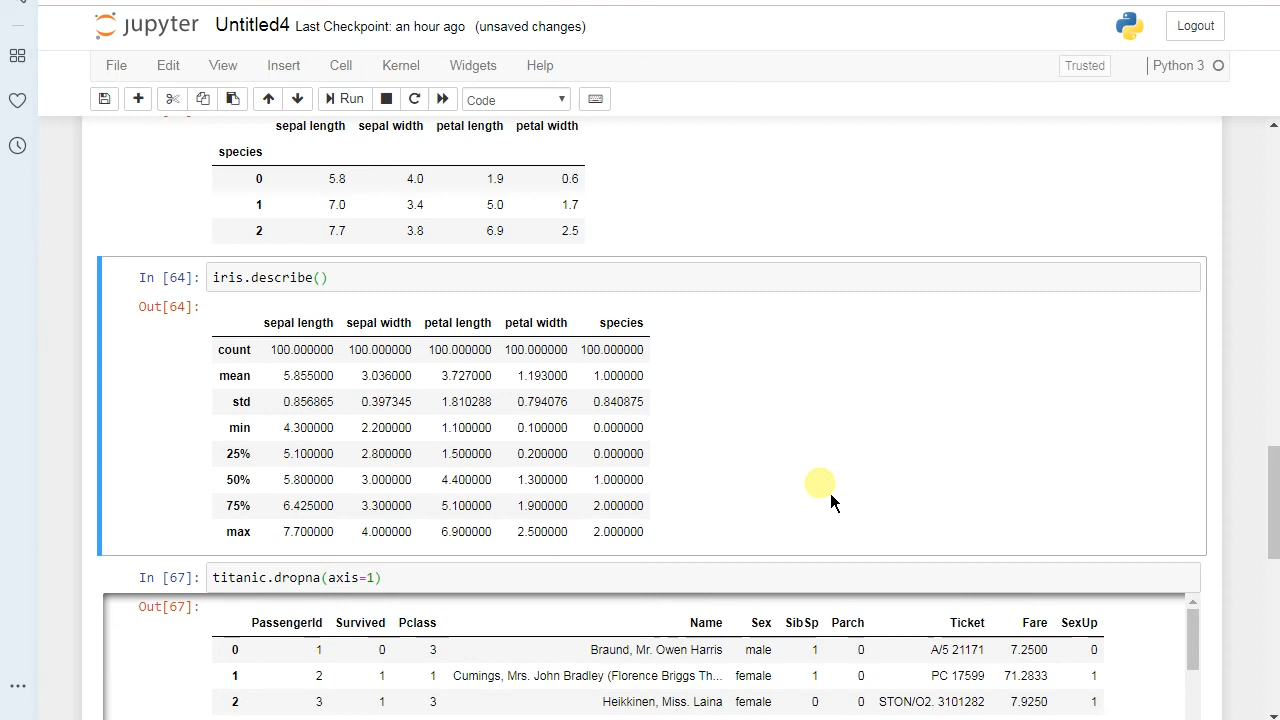 jupyter Untitled4 Last Checkpoint: an hour ago (unsaved changes) Logout
File Edit View Insert Cell Kernel Widgets Help Trusted Python 3
Run Code
sepal length sepal width petal length petal width
species
0 5.8 4.0 1.9 0.6
1 7.0 3.4 5.0 1.7
2 7.7 3.8 6.9 2.5
In [64]: iris.describe()
Out[64]:
sepal length sepal width petal length petal width species
count 100.000000 100.000000 100.000000 100.000000 100.000000
mean 5.855000 3.036000 3.727000 1.193000 1.000000
std 0.856865 0.397345 1.810288 0.794076 0.840875
min 4.300000 2.200000 1.100000 0.100000 0.000000
25% 5.100000 2.800000 1.500000 0.200000 0.000000
50% 5.800000 3.000000 4.400000 1.300000 1.000000
75% 6.425000 3.300000 5.100000 1.900000 2.000000
max 7.700000 4.000000 6.900000 2.500000 2.000000
In [67]: titanic.dropna(axis=1)
Out[67]:
PassengerId Survived Pclass Name Sex SibSp Parch Ticket Fare SexUp
0 1 0 3 Braund, Mr. Owen Harris male 1 0 A/5 21171 7.2500 0
1 2 1 1 Cumings, Mrs. John Bradley (Florence Briggs Th... female 1 0 PC 17599 71.2833 1
2 3 1 3 Heikkinen, Miss. Laina female 0 0 STON/O2. 3101282 7.9250 1